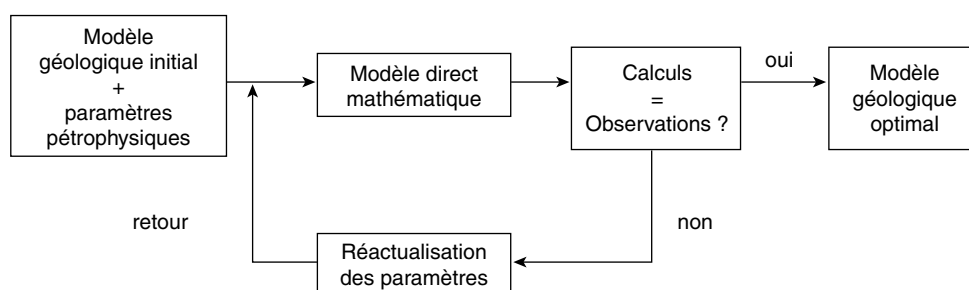 Modèle
géologique initial
+
paramètres
pétrophysiques
Modèle direct
mathématique
Calculs
=
Observations ?
oui
Modèle
géologique
optimal
non
Réactualisation
des paramètres
retour